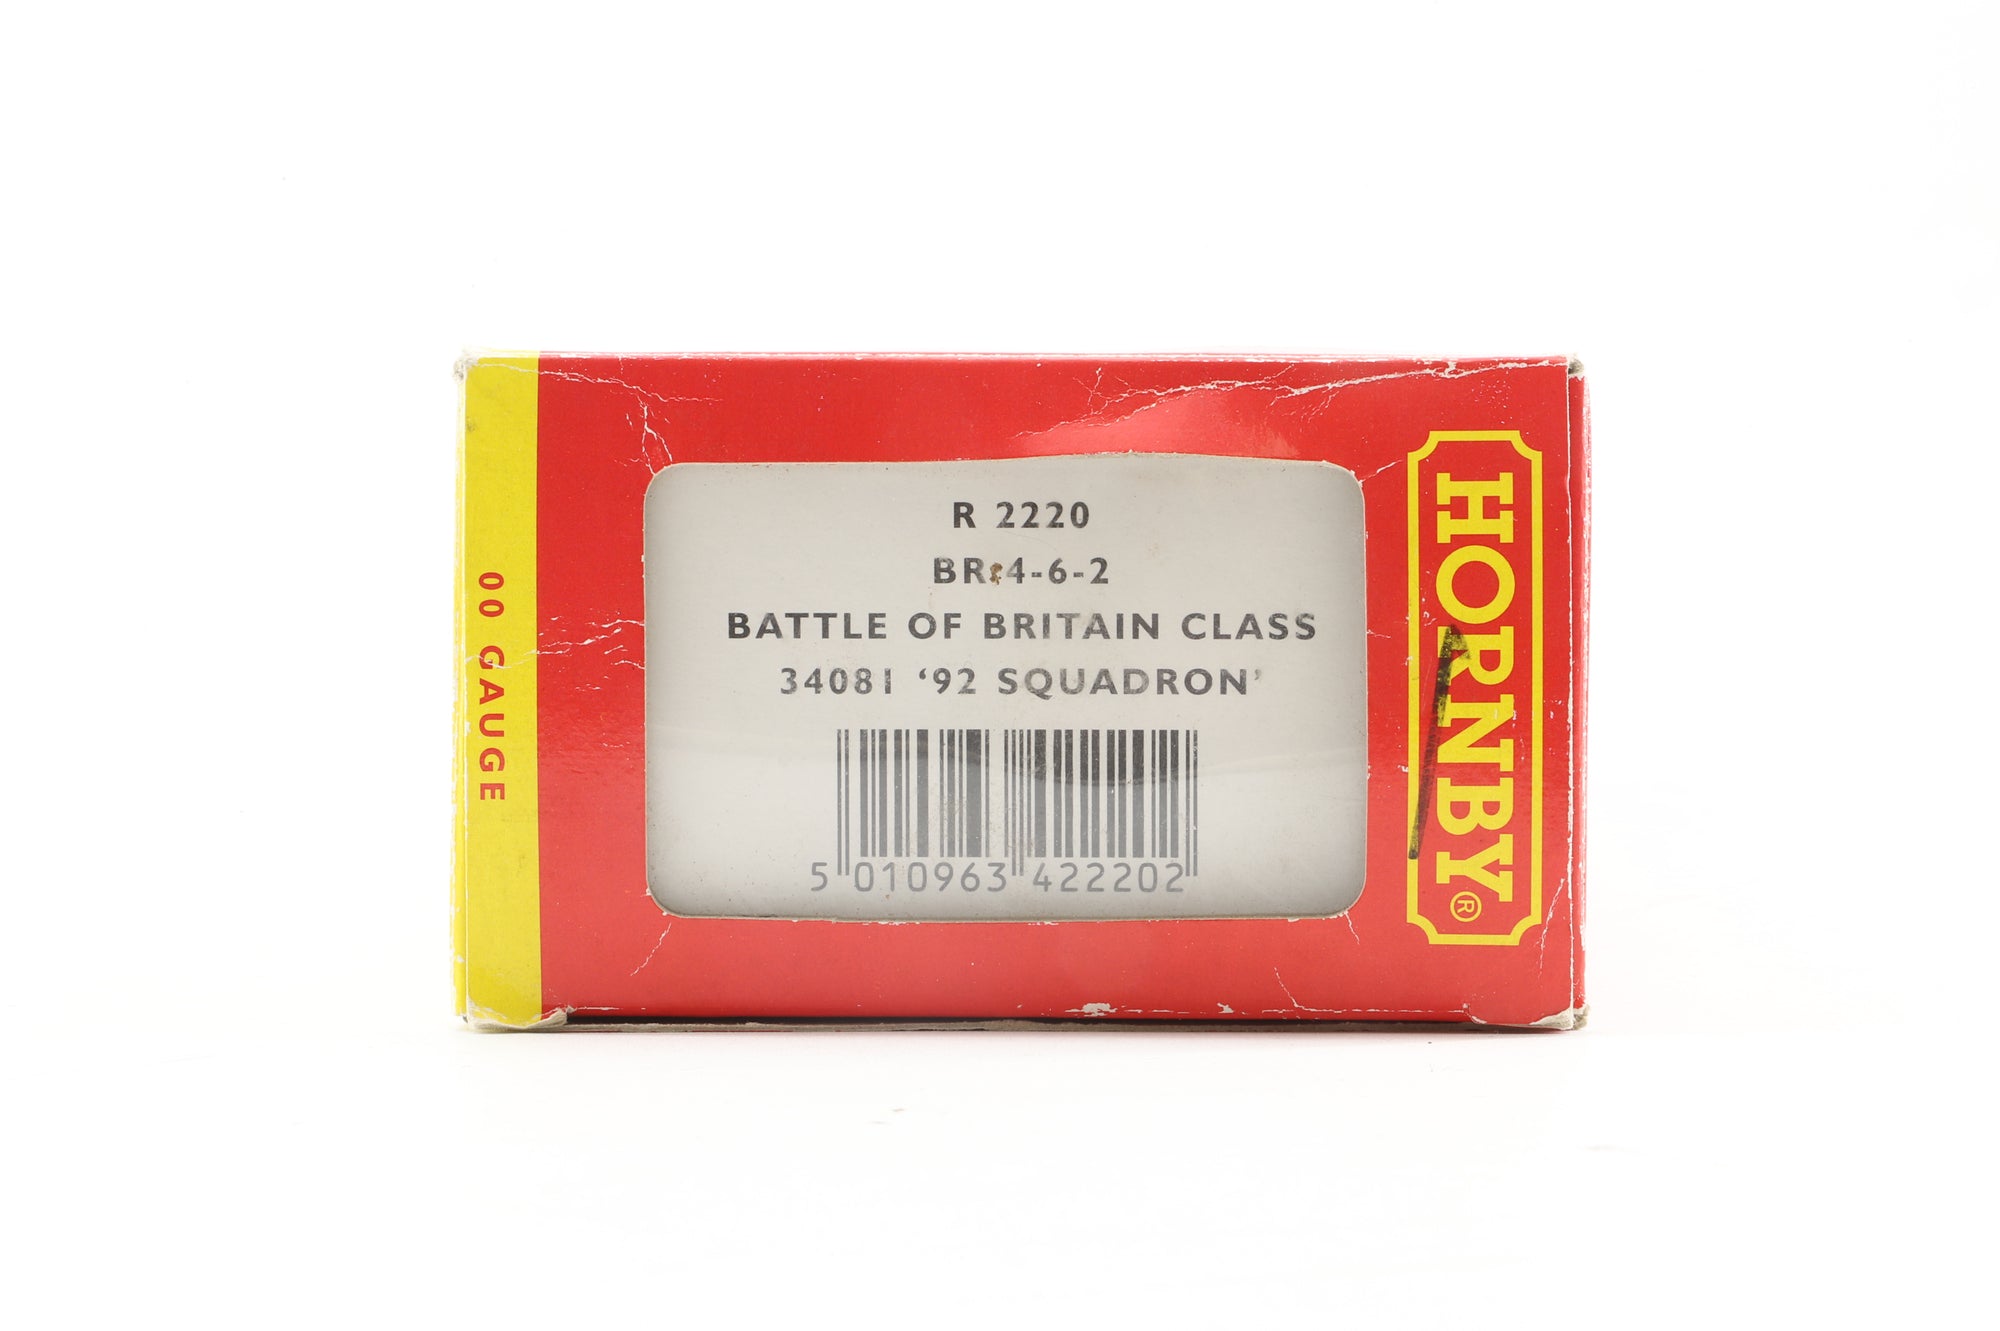 00 GAUGE
R 2220
BR 4-6-2
BATTLE OF BRITAIN CLASS
34081 ‘92 SQUADRON’
5 010963 422202
HORNBY®